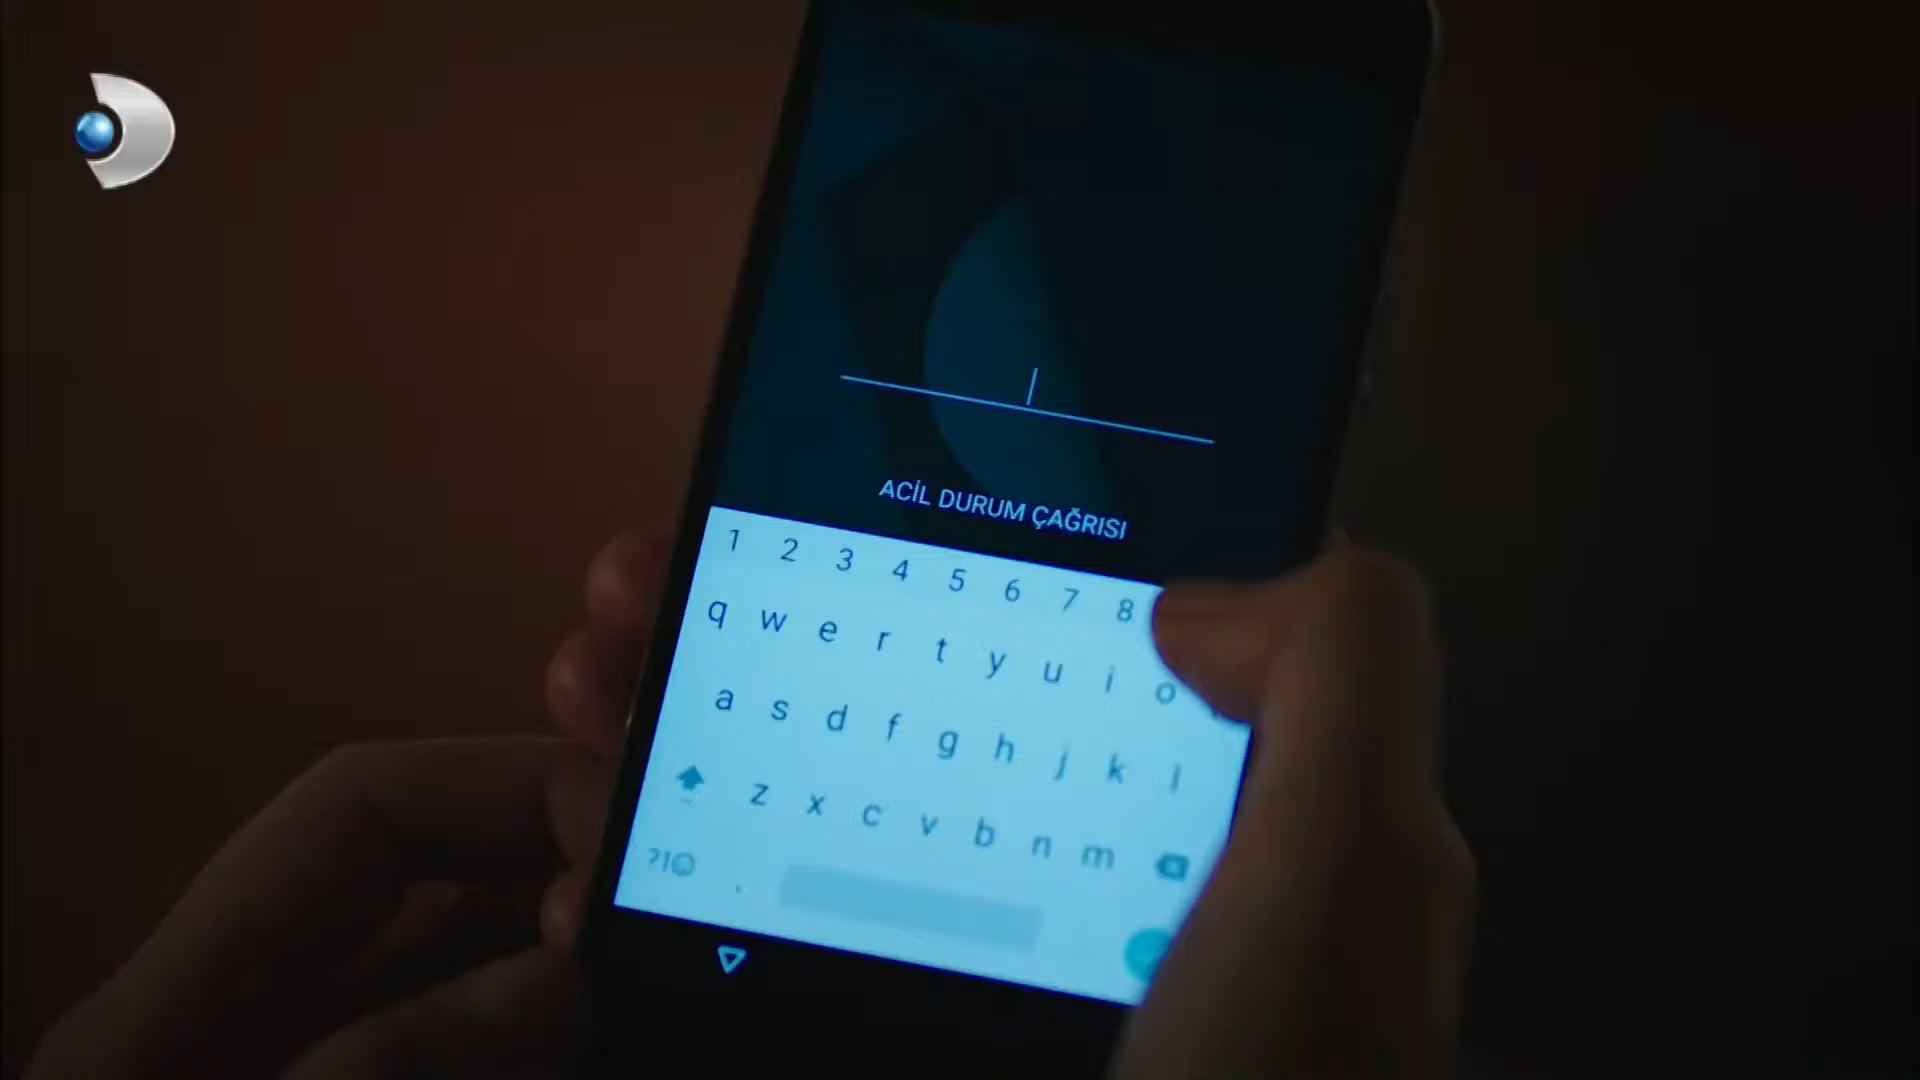 ACİL DURUM ÇAĞRISI
1 2 3 4 5 6 7 8
q w e r t y u i o
a s d f g h j k l
z x c v b n m
?1☺ .